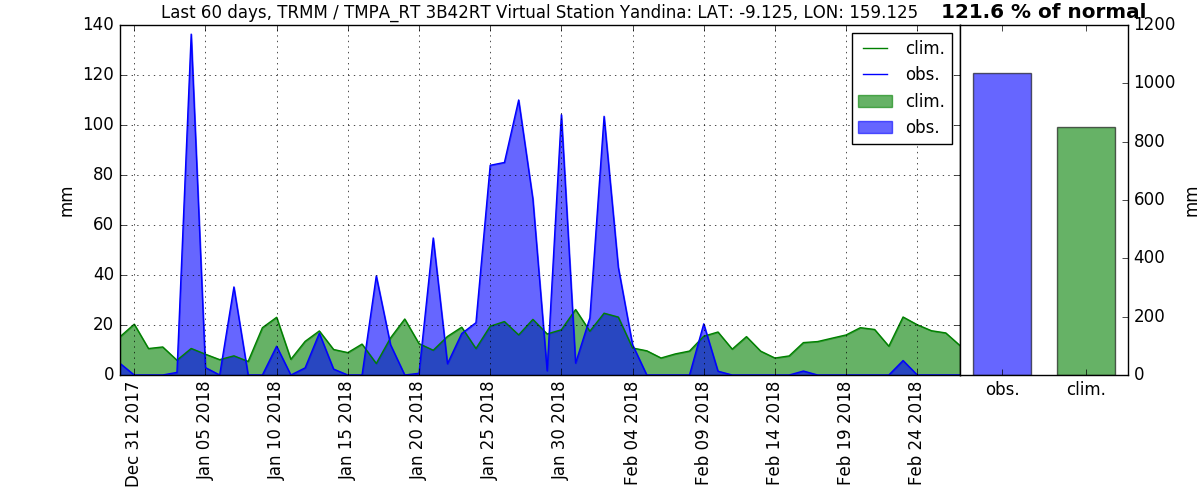 Last 60 days, TRMM / TMPA_RT 3B42RT Virtual Station Yandina: LAT: -9.125, LON: 159.125
121.6 % of normal
140
120
100
80
60
40
20
0
mm
clim.
obs.
clim.
obs.
1200
1000
800
600
400
200
0
mm
obs.
clim.
Dec 31 2017
Jan 05 2018
Jan 10 2018
Jan 15 2018
Jan 20 2018
Jan 25 2018
Jan 30 2018
Feb 04 2018
Feb 09 2018
Feb 14 2018
Feb 19 2018
Feb 24 2018